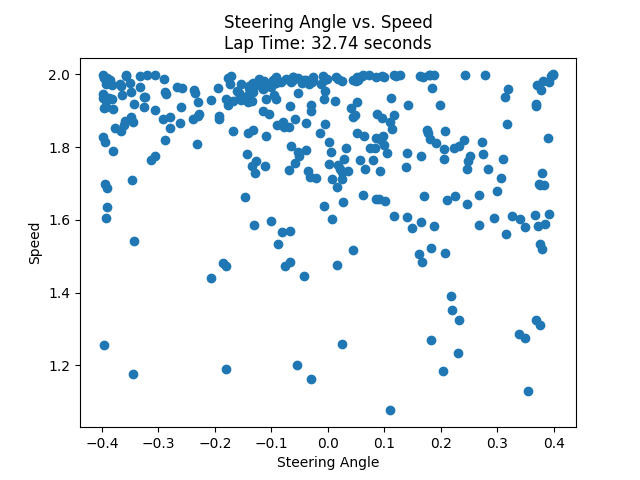 Steering Angle vs. Speed
Lap Time: 32.74 seconds
Speed
2.0
1.8
1.6
1.4
1.2
−0.4 −0.3 −0.2 −0.1 0.0 0.1 0.2 0.3 0.4
Steering Angle